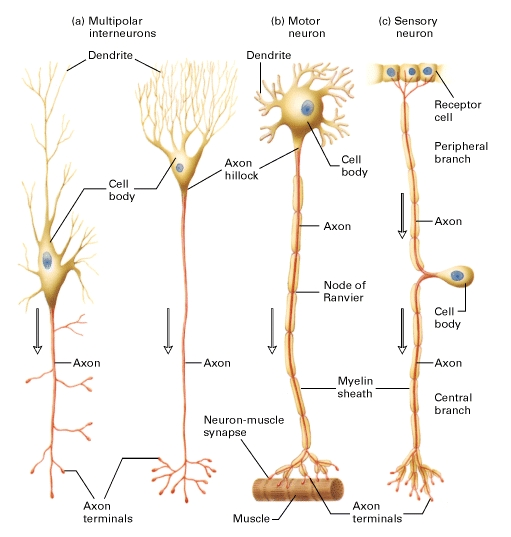 (a) Multipolar
interneurons
(b) Motor
neuron
(c) Sensory
neuron
Dendrite
Dendrite
Receptor
cell
Peripheral
branch
Cell
body
Axon
hillock
Cell
body
Axon
Axon
Node of
Ranvier
Cell
body
Axon
Axon
Axon
Myelin
sheath
Central
branch
Neuron-muscle
synapse
Axon
terminals
Muscle
Axon
terminals